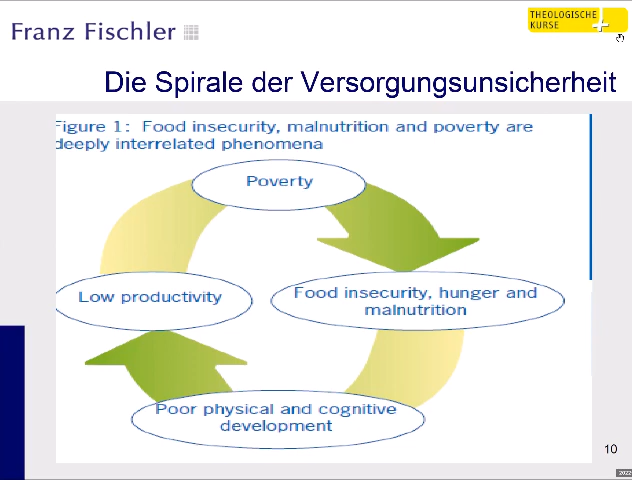 Franz Fischler
THEOLOGISCHE
KURSE
Die Spirale der Versorgungsunsicherheit
Figure 1: Food insecurity, malnutrition and poverty are
deeply interrelated phenomena
Poverty
Low productivity
Food insecurity, hunger and
malnutrition
Poor physical and cognitive
development
10
2022